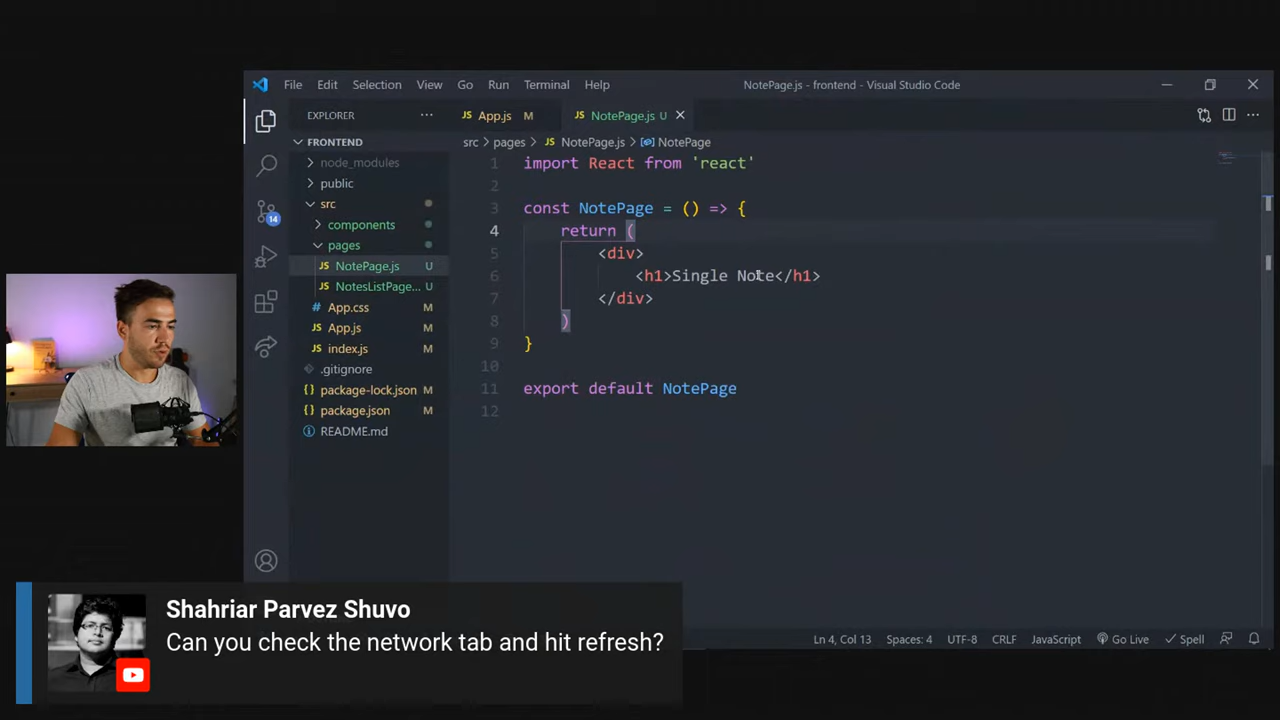 File Edit Selection View Go Run Terminal Help
NotePage.js - frontend - Visual Studio Code
EXPLORER
FRONTEND
node_modules
public
src
components
pages
JS NotePage.js U
JS NotesListPage... U
# App.css M
JS App.js M
JS index.js M
.gitignore
{} package-lock.json M
{} package.json M
README.md
14
JS App.js M
JS NotePage.js U
src > pages > JS NotePage.js > NotePage
1 import React from 'react'
2
3 const NotePage = () => {
4 return (
5 <div>
6 <h1>Single Note</h1>
7 </div>
8 )
9 }
10
11 export default NotePage
12
Ln 4, Col 13 Spaces: 4 UTF-8 CRLF JavaScript Go Live Spell
Shahriar Parvez Shuvo
Can you check the network tab and hit refresh?